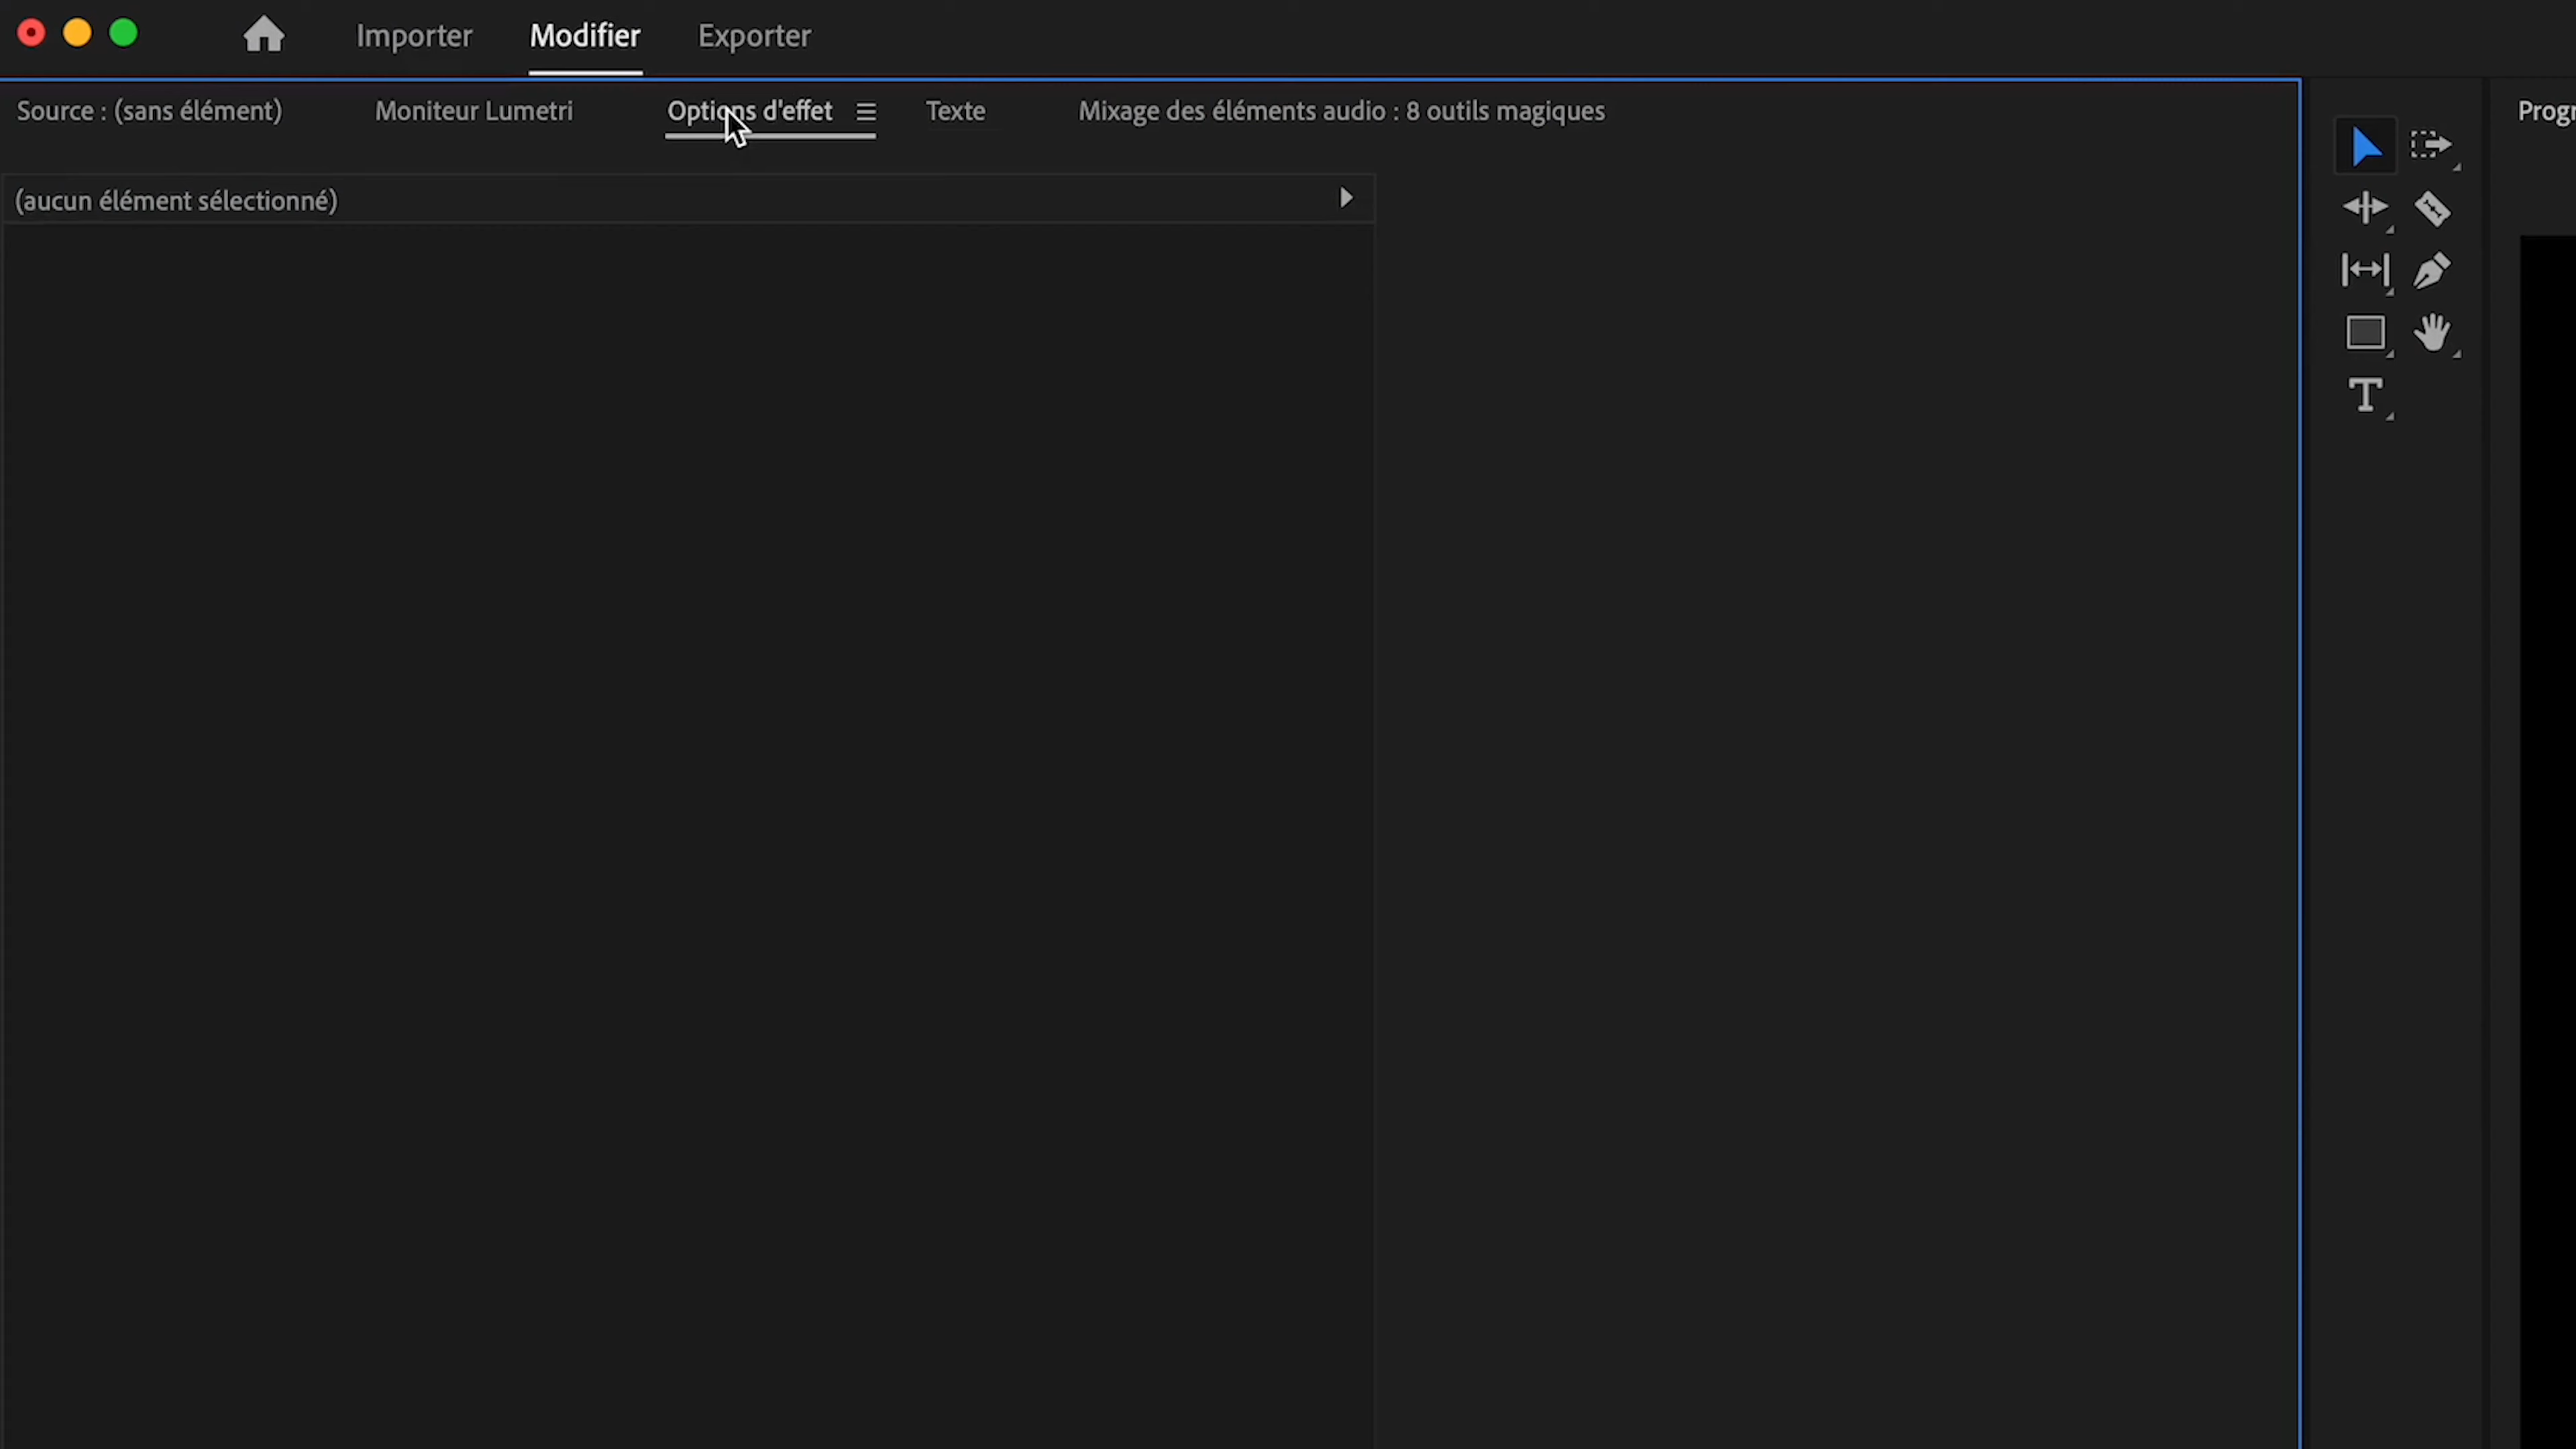 Importer Modifier Exporter
Source : (sans élément) Moniteur Lumetri Options d'effet Texte Mixage des éléments audio : 8 outils magiques
(aucun élément sélectionné)